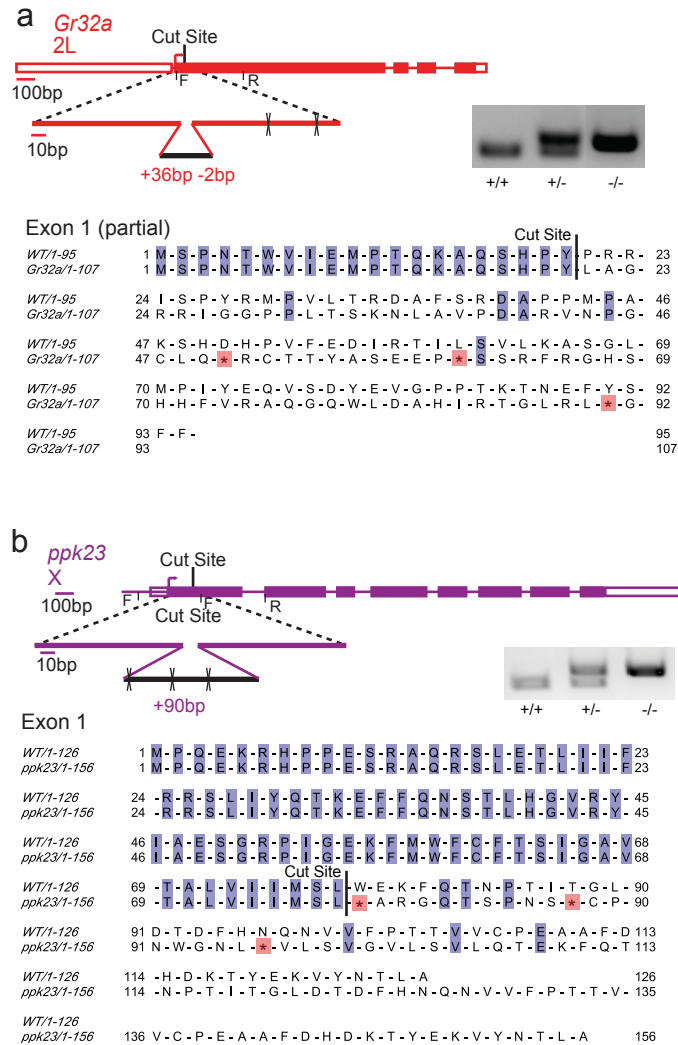 a
Gr32a
2L
Cut Site
F
R
100bp
10bp
+36bp -2bp
+/+ +/- -/-
Exon 1 (partial)
Cut Site
WT/1-95 1 M-S-P-N-T-W-V-I-E-M-P-T-Q-K-A-Q-S-H-P-Y-P-R-R- 23
Gr32a/1-107 1 M-S-P-N-T-W-V-I-E-M-P-T-Q-K-A-Q-S-H-P-Y-L-A-G- 23
WT/1-95 24 I-S-P-Y-R-M-P-V-L-T-R-D-A-F-S-R-D-A-P-P-M-P-A- 46
Gr32a/1-107 24 R-R-I-G-G-P-P-L-T-S-K-N-L-A-V-P-D-A-R-V-N-P-G- 46
WT/1-95 47 K-S-H-D-H-P-V-F-E-D-I-R-T-I-L-S-V-L-K-A-S-G-L- 69
Gr32a/1-107 47 C-L-Q-*-R-C-T-T-Y-A-S-E-E-P-*-S-S-R-F-R-G-H-S- 69
WT/1-95 70 M-P-I-Y-E-Q-V-S-D-Y-E-V-G-P-P-T-K-T-N-E-F-Y-S- 92
Gr32a/1-107 70 H-H-F-V-R-A-Q-G-Q-W-L-D-A-H-I-R-T-G-L-R-L-*-G- 92
WT/1-95 93 F-F- 95
Gr32a/1-107 93 107
b
ppk23
X
Cut Site
100bp
F
F
R
Cut Site
10bp
+90bp
+/+ +/- -/-
Exon 1
WT/1-126 1 M-P-Q-E-K-R-H-P-P-E-S-R-A-Q-R-S-L-E-T-L-I-I-F 23
ppk23/1-156 1 M-P-Q-E-K-R-H-P-P-E-S-R-A-Q-R-S-L-E-T-L-I-I-F 23
WT/1-126 24 -R-R-S-L-I-Y-Q-T-K-E-F-F-Q-N-S-T-L-H-G-V-R-Y- 45
ppk23/1-156 24 -R-R-S-L-I-Y-Q-T-K-E-F-F-Q-N-S-T-L-H-G-V-R-Y- 45
WT/1-126 46 I-A-E-S-G-R-P-I-G-E-K-F-M-W-F-C-F-T-S-I-G-A-V 68
ppk23/1-156 46 I-A-E-S-G-R-P-I-G-E-K-F-M-W-F-C-F-T-S-I-G-A-V 68
Cut Site
WT/1-126 69 -T-A-L-V-I-I-M-S-L-W-E-K-F-Q-T-N-P-T-I-T-G-L- 90
ppk23/1-156 69 -T-A-L-V-I-I-M-S-L-*-A-R-G-Q-T-S-P-N-S-*-C-P- 90
WT/1-126 91 D-T-D-F-H-N-Q-N-V-V-F-P-T-T-V-V-C-P-E-A-A-F-D 113
ppk23/1-156 91 N-W-G-N-L-*-V-L-S-V-G-V-L-S-V-L-Q-T-E-K-F-Q-T 113
WT/1-126 114 -H-D-K-T-Y-E-K-V-Y-N-T-L-A 126
ppk23/1-156 114 -N-P-T-I-T-G-L-D-T-D-F-H-N-Q-N-V-V-F-P-T-T-V- 135
WT/1-126
ppk23/1-156 136 V-C-P-E-A-A-F-D-H-D-K-T-Y-E-K-V-Y-N-T-L-A 156